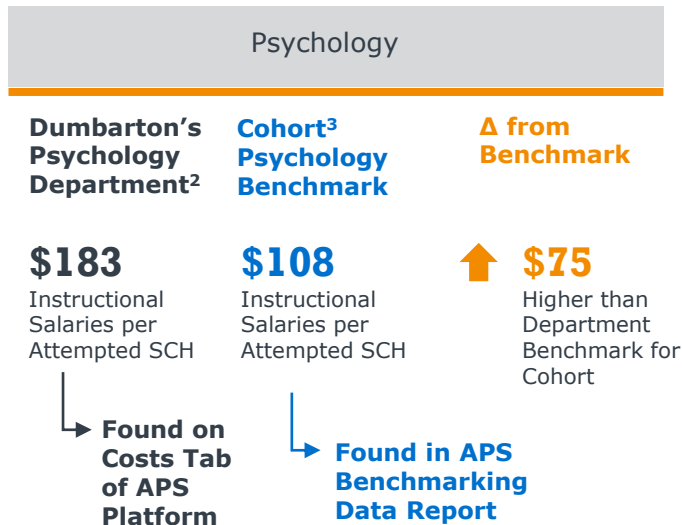 Psychology
Dumbarton's
Psychology
Department²
Cohort³
Psychology
Benchmark
Δ from
Benchmark
$183
Instructional
Salaries per
Attempted SCH
$108
Instructional
Salaries per
Attempted SCH
$75
Higher than
Department
Benchmark for
Cohort
Found on
Costs Tab
of APS
Platform
Found in APS
Benchmarking
Data Report